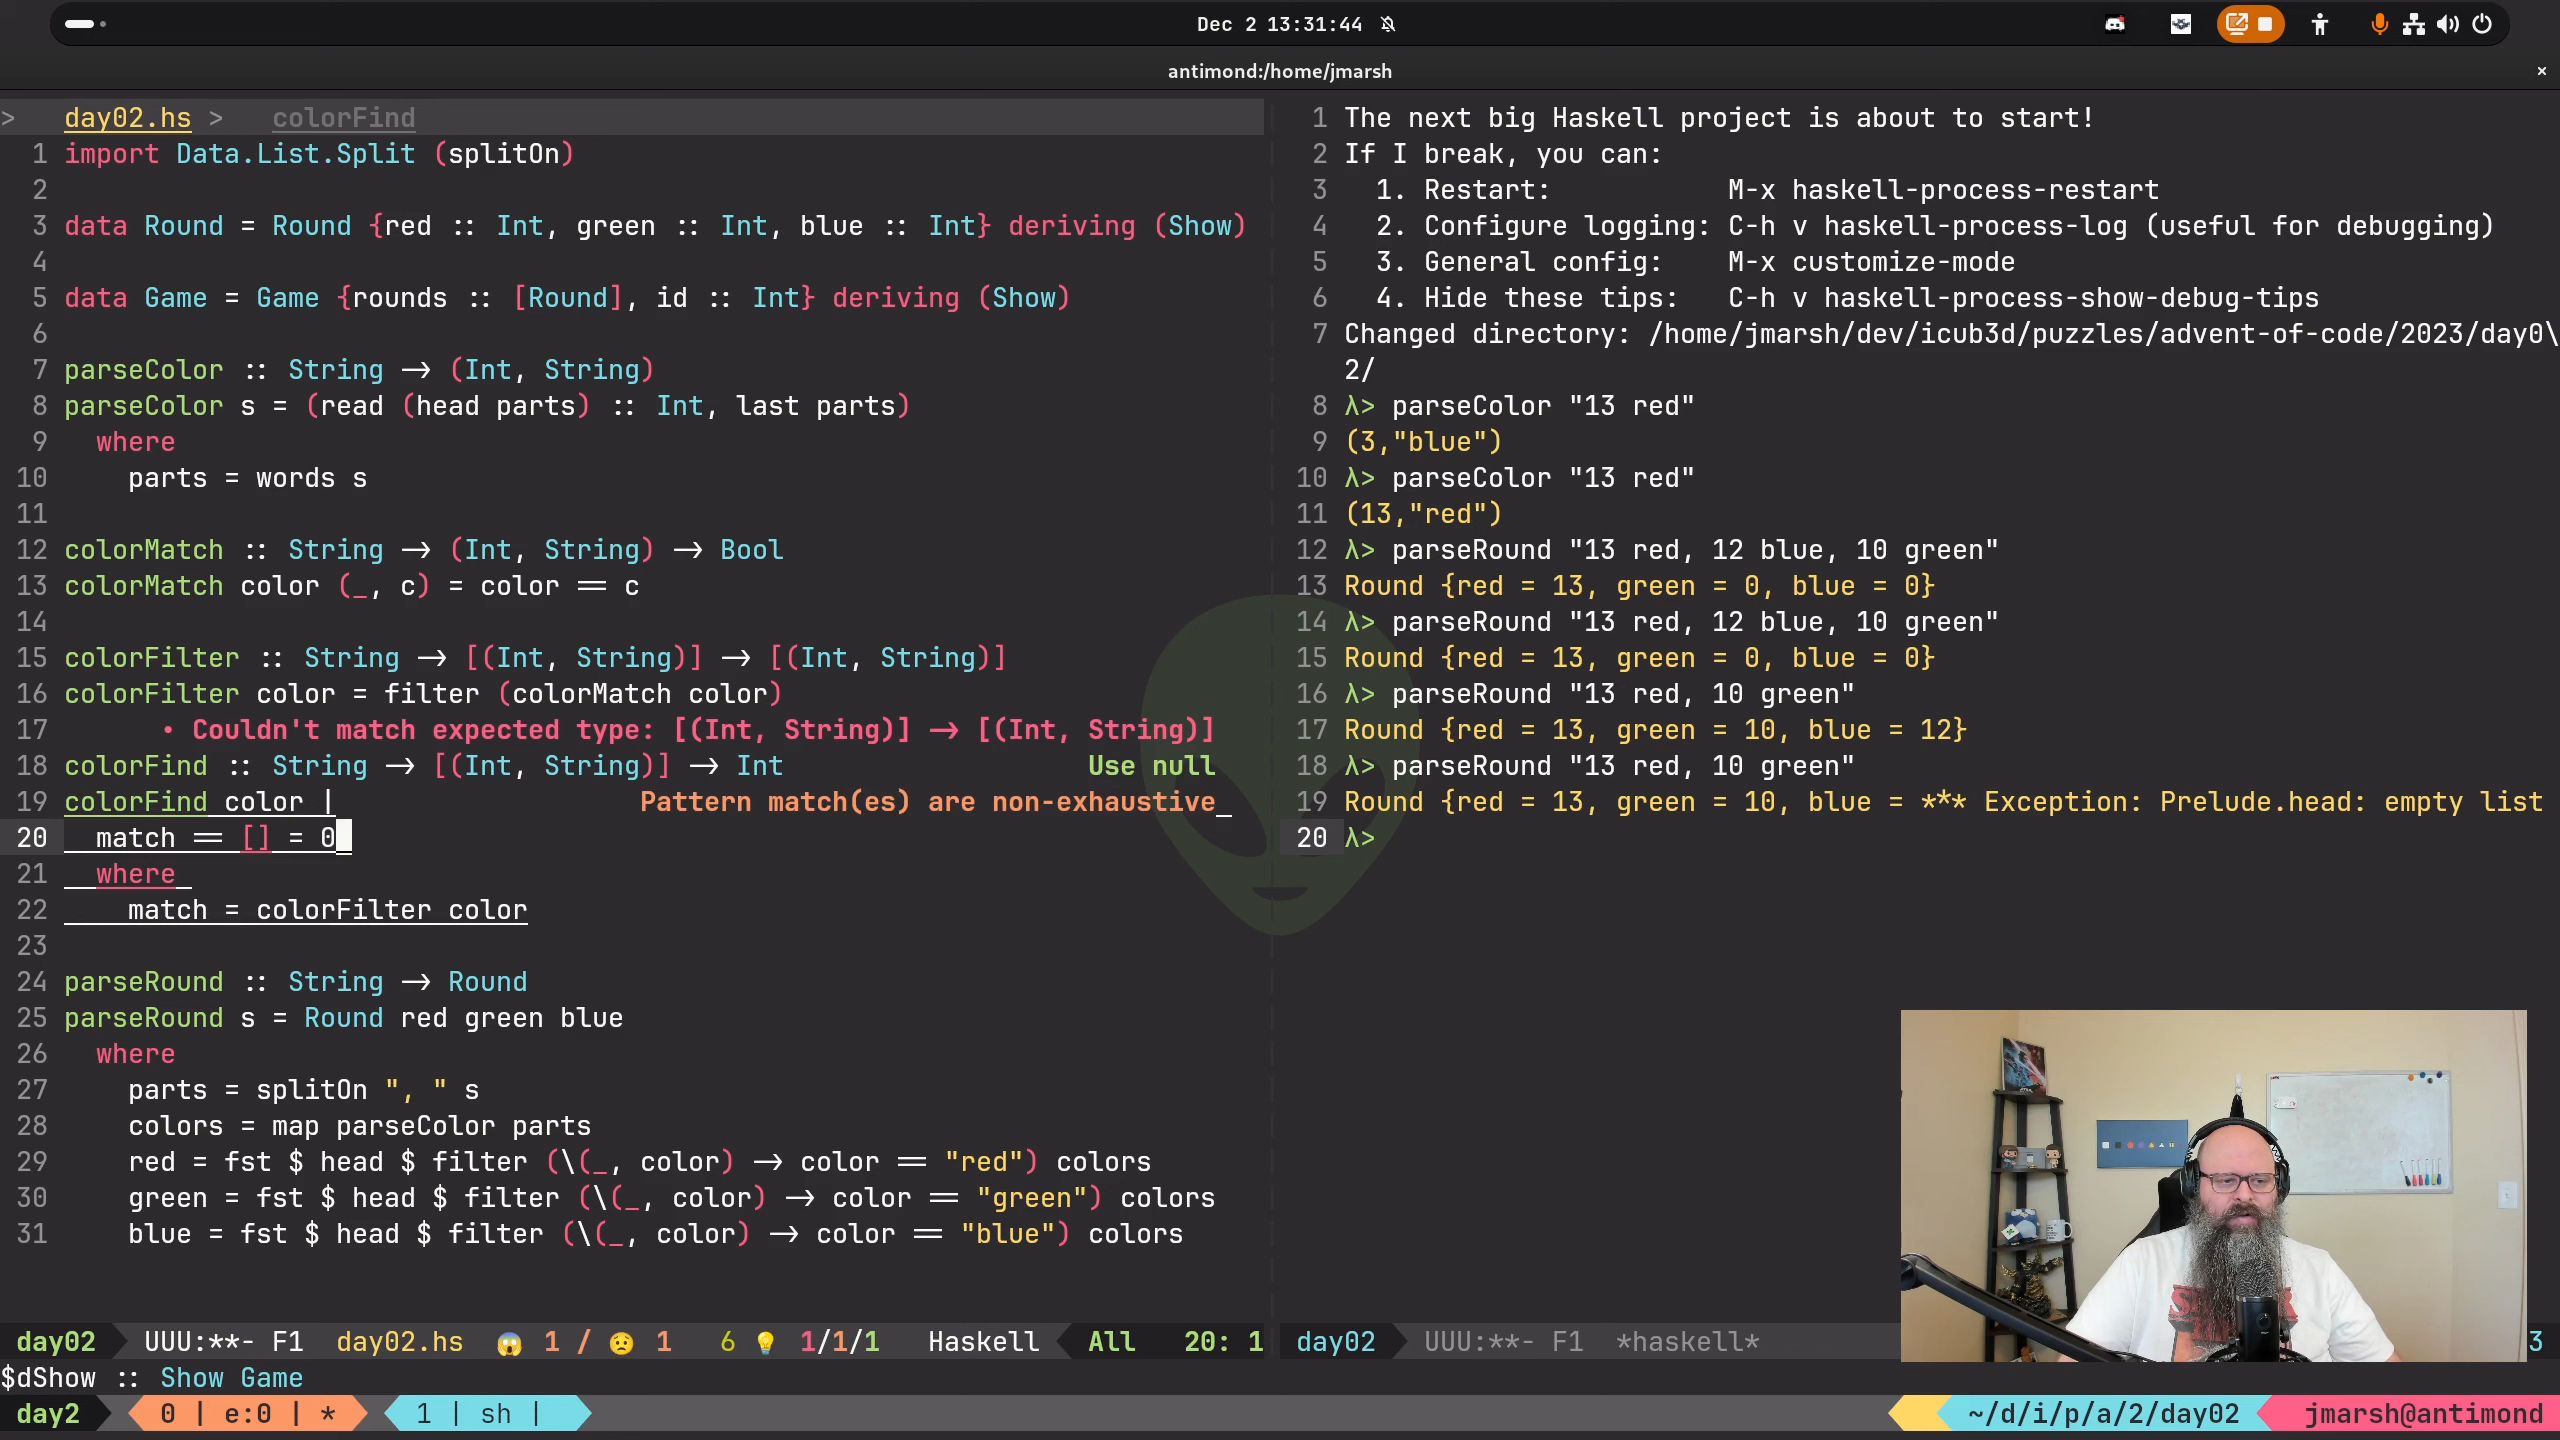 Dec 2 13:31:44
antimond:/home/jmarsh
×
> day02.hs > colorFind
1 import Data.List.Split (splitOn)
2
3 data Round = Round {red :: Int, green :: Int, blue :: Int} deriving (Show)
4
5 data Game = Game {rounds :: [Round], id :: Int} deriving (Show)
6
7 parseColor :: String -> (Int, String)
8 parseColor s = (read (head parts) :: Int, last parts)
9 where
10 parts = words s
11
12 colorMatch :: String -> (Int, String) -> Bool
13 colorMatch color (_, c) = color == c
14
15 colorFilter :: String -> [(Int, String)] -> [(Int, String)]
16 colorFilter color = filter (colorMatch color)
17 • Couldn't match expected type: [(Int, String)] -> [(Int, String)]
18 colorFind :: String -> [(Int, String)] -> Int Use null
19 colorFind color | Pattern match(es) are non-exhaustive_
20 match == [] = 0
21 where
22 match = colorFilter color
23
24 parseRound :: String -> Round
25 parseRound s = Round red green blue
26 where
27 parts = splitOn ", " s
28 colors = map parseColor parts
29 red = fst $ head $ filter (\(_, color) -> color == "red") colors
30 green = fst $ head $ filter (\(_, color) -> color == "green") colors
31 blue = fst $ head $ filter (\(_, color) -> color == "blue") colors
day02 UUU:**- F1 day02.hs 😱 1 / 😟 1 6 💡 1/1/1 Haskell All 20: 1
1 The next big Haskell project is about to start!
2 If I break, you can:
3 1. Restart: M-x haskell-process-restart
4 2. Configure logging: C-h v haskell-process-log (useful for debugging)
5 3. General config: M-x customize-mode
6 4. Hide these tips: C-h v haskell-process-show-debug-tips
7 Changed directory: /home/jmarsh/dev/icub3d/puzzles/advent-of-code/2023/day0\
2/
8 λ> parseColor "13 red"
9 (3,"blue")
10 λ> parseColor "13 red"
11 (13,"red")
12 λ> parseRound "13 red, 12 blue, 10 green"
13 Round {red = 13, green = 0, blue = 0}
14 λ> parseRound "13 red, 12 blue, 10 green"
15 Round {red = 13, green = 0, blue = 0}
16 λ> parseRound "13 red, 10 green"
17 Round {red = 13, green = 10, blue = 12}
18 λ> parseRound "13 red, 10 green"
19 Round {red = 13, green = 10, blue = *** Exception: Prelude.head: empty list
20 λ>
day02 UUU:**- F1 *haskell* 3
$dShow :: Show Game
day2 0 | e:0 | * 1 | sh | ~/d/i/p/a/2/day02 jmarsh@antimond